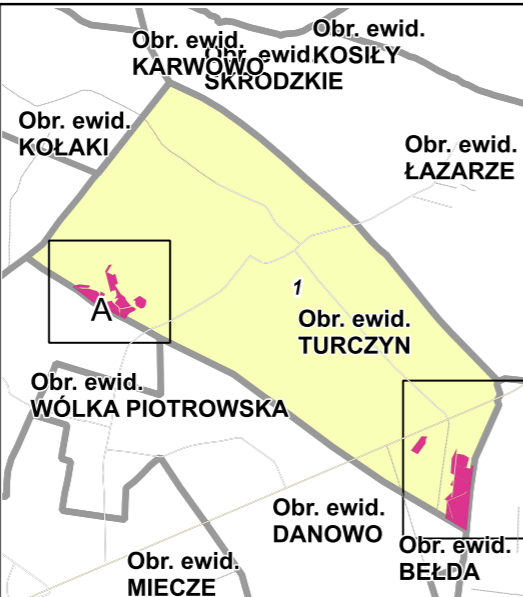 Obr. ewid.
KARWOWO
Obr. ewid.
SKRODZKIE
Obr. ewid.
KOSIŁY
Obr. ewid.
KOŁAKI
Obr. ewid.
ŁAZARZE
1
Obr. ewid.
TURCZYN
A
Obr. ewid.
WÓLKA PIOTROWSKA
Obr. ewid.
DANOWO
Obr. ewid.
BEŁDA
Obr. ewid.
MIECZE